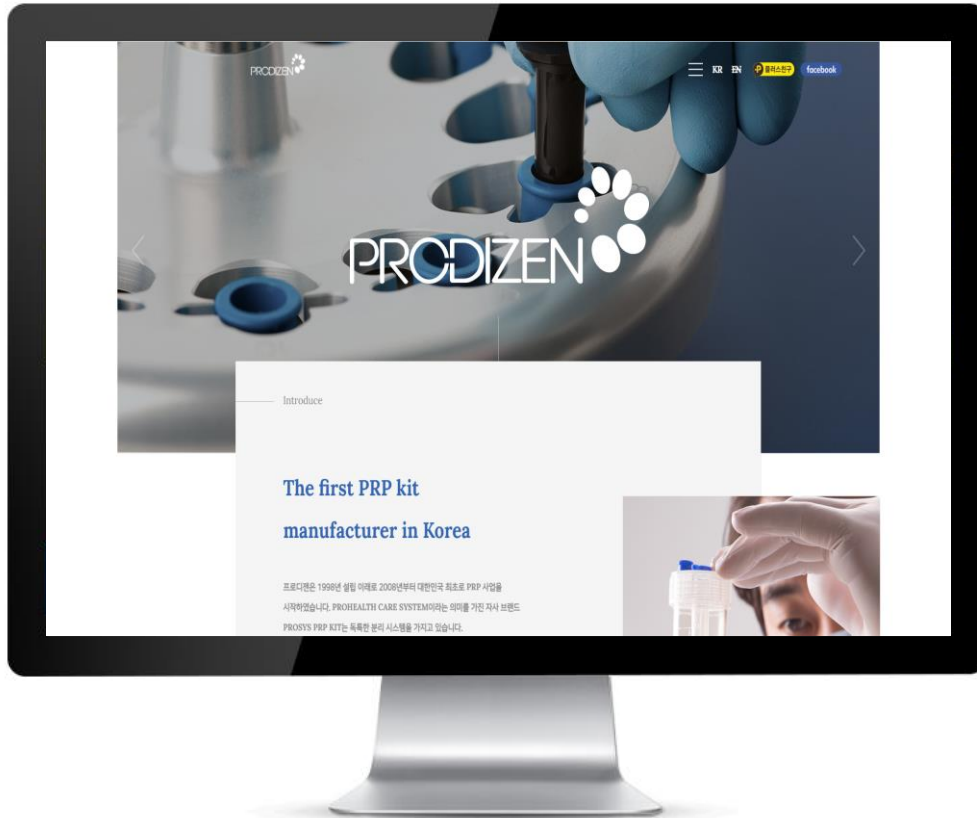 PRODIZEN
KR EN 플러스친구 facebook
PRODIZEN
Introduce
The first PRP kit
manufacturer in Korea
프로디젠은 1998년 설립 이래로 2008년부터 대한민국 최초로 PRP 사업을
시작하였습니다. PROHEALTH CARE SYSTEM이라는 의미를 가진 자사 브랜드
PROSYS PRP KIT는 독특한 분리 시스템을 가지고 있습니다.